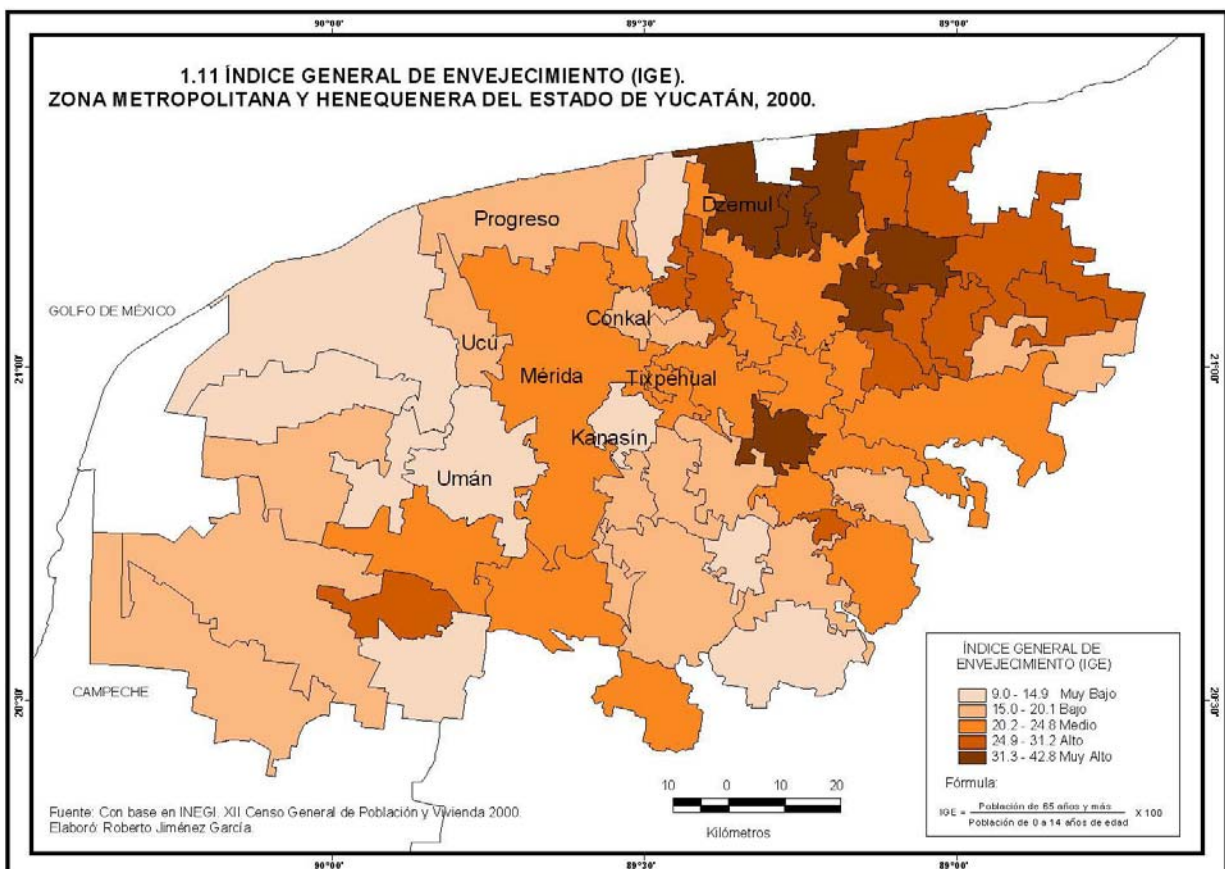 90°00' 89°30' 89°00'
1.11 ÍNDICE GENERAL DE ENVEJECIMIENTO (IGE).
ZONA METROPOLITANA Y HENEQUENERA DEL ESTADO DE YUCATÁN, 2000.
Dzemul
Progreso
GOLFO DE MÉXICO
Conkal
Ucú
21°00' 21°00'
Mérida
Tixpéhual
Kanasín
Umán
ÍNDICE GENERAL DE
ENVEJECIMIENTO (IGE)
CAMPECHE
20°30' 20°30'
9.0 - 14.9 Muy Bajo
15.0 - 20.1 Bajo
20.2 - 24.8 Medio
24.9 - 31.2 Alto
31.3 - 42.8 Muy Alto
10 0 10 20
Kilómetros
Fórmula:
IGE = Población de 65 años y más X 100
Población de 0 a 14 años de edad
Fuente: Con base en INEGI. XII Censo General de Población y Vivienda 2000.
Elaboró: Roberto Jiménez García.
90°00' 89°30' 89°00'